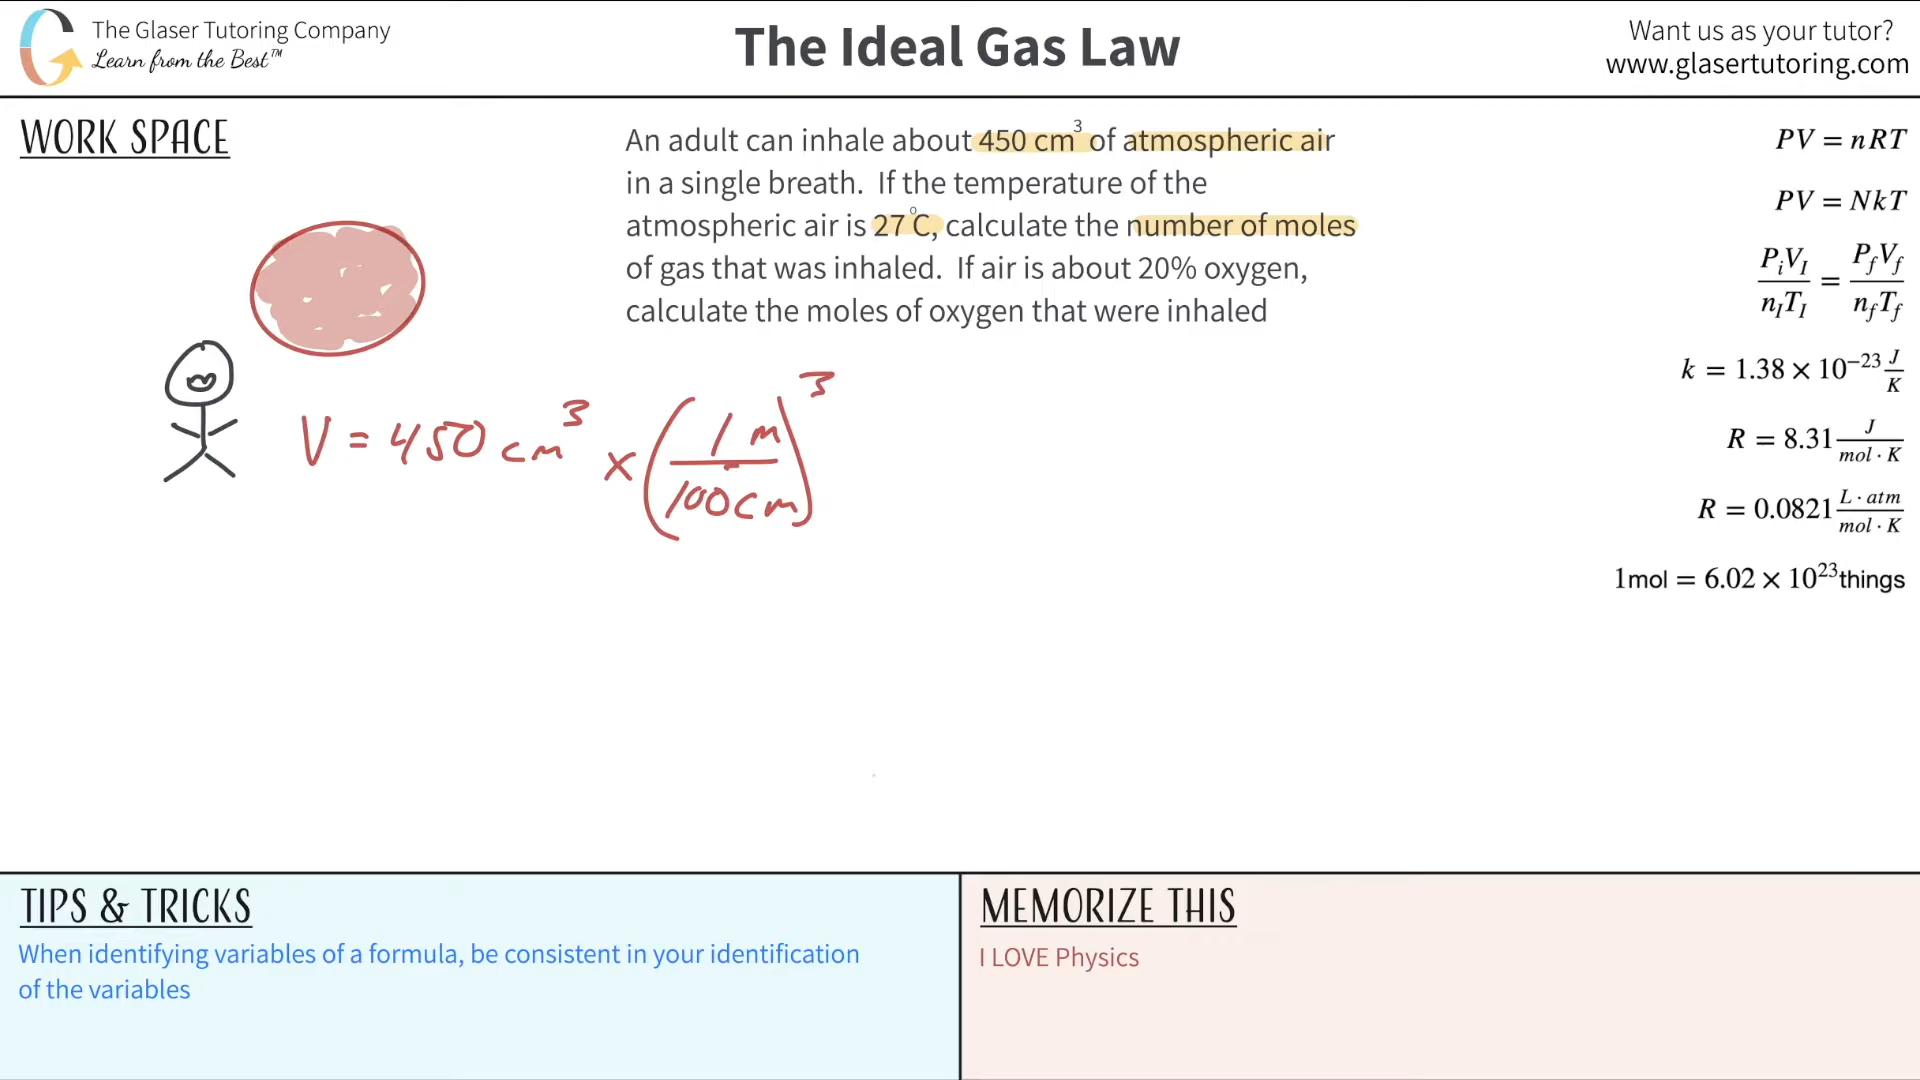 The Glaser Tutoring Company
Learn from the Best™
The Ideal Gas Law
Want us as your tutor?
www.glasertutoring.com
WORK SPACE
An adult can inhale about 450 cm³ of atmospheric air
in a single breath. If the temperature of the
atmospheric air is 27°C, calculate the number of moles
of gas that was inhaled. If air is about 20% oxygen,
calculate the moles of oxygen that were inhaled
V = 450 cm³ × (1 m / 100 cm)³
PV = nRT
PV = NkT
PᵢV_I / n_IT_I = P_fV_f / n_fT_f
k = 1.38 × 10⁻²³ J/K
R = 8.31 J/mol · K
R = 0.0821 L · atm/mol · K
1mol = 6.02 × 10²³things
TIPS & TRICKS
When identifying variables of a formula, be consistent in your identification
of the variables
MEMORIZE THIS
I LOVE Physics